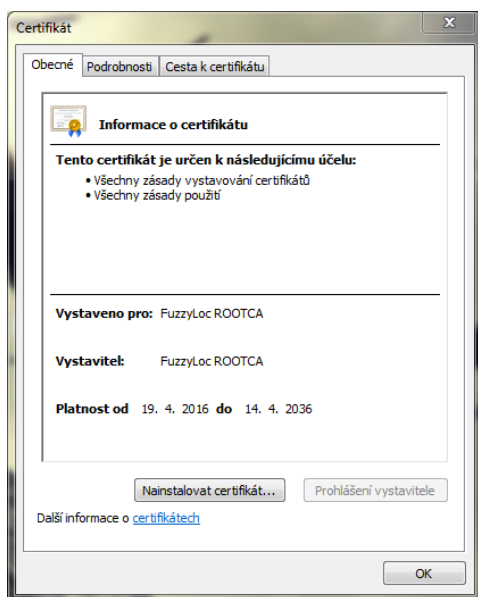 Certifikát
Obecné Podrobnosti Cesta k certifikátu
Informace o certifikátu
Tento certifikát je určen k následujícímu účelu:
• Všechny zásady vystavování certifikátů
• Všechny zásady použití
Vystaveno pro: FuzzyLoc ROOTCA
Vystavitel: FuzzyLoc ROOTCA
Platnost od 19. 4. 2016 do 14. 4. 2036
Nainstalovat certifikát... Prohlášení vystavitele
Další informace o certifikátech
OK